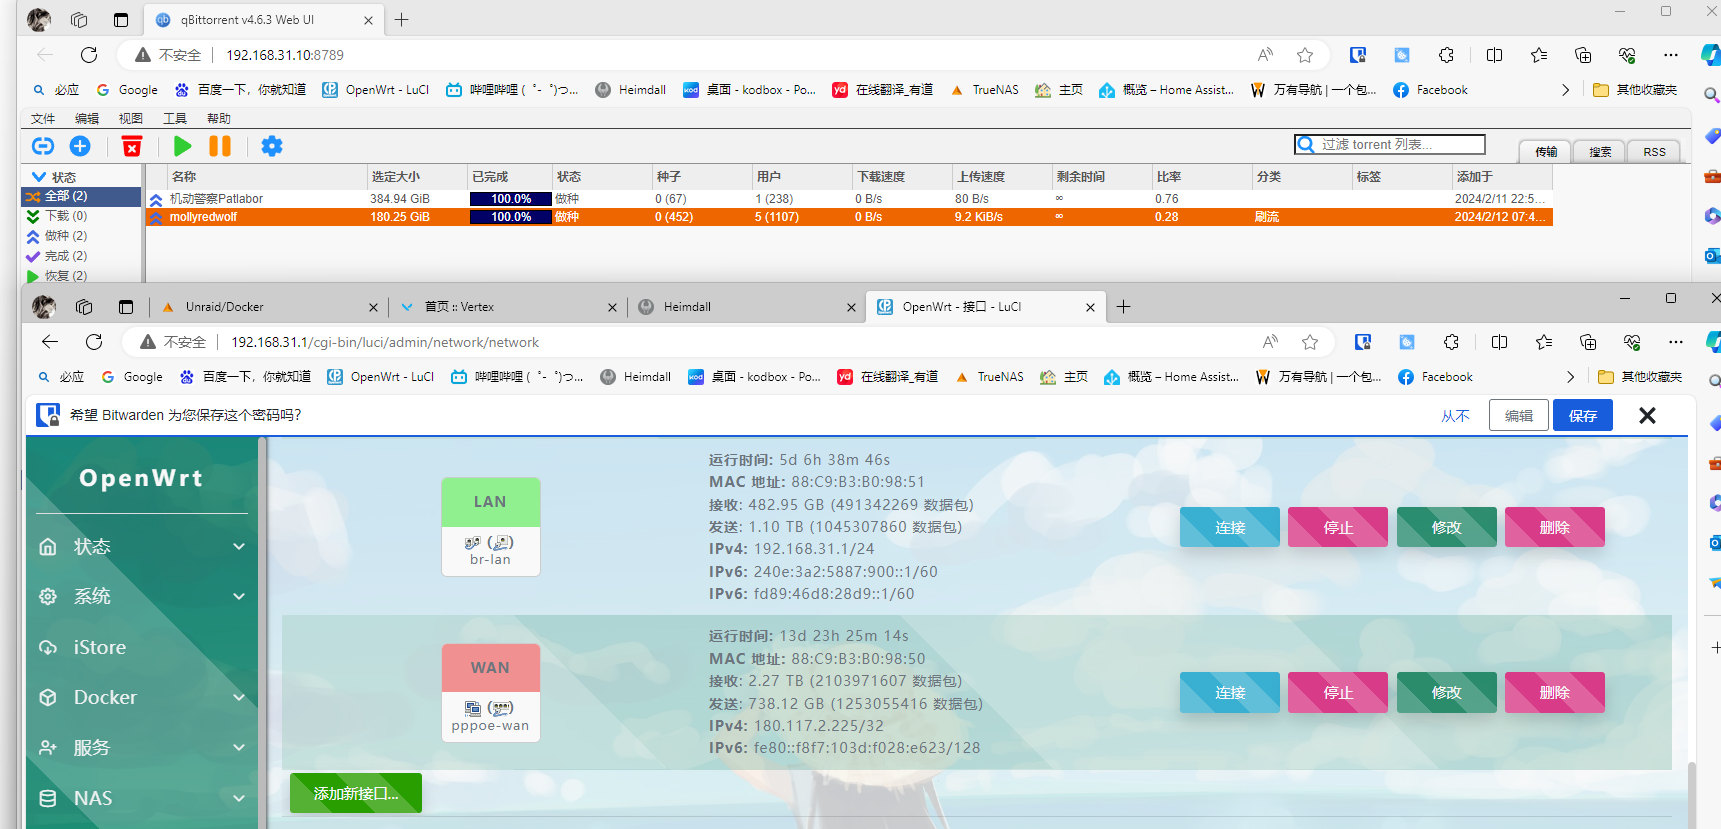 qBittorrent v4.6.3 Web UI
不安全 192.168.31.10:8789
必应 Google 百度一下，你就知道 OpenWrt - LuCI 哔哩哔哩 (゜-゜)つ... Heimdall 桌面 - kodbox - Po... 在线翻译_有道 TrueNAS 主页 概览 – Home Assist... 万有导航 | 一个包... Facebook 其他收藏夹
文件 编辑 视图 工具 帮助
过滤 torrent 列表... 传输 搜索 RSS
状态 名称 选定大小 已完成 状态 种子 用户 下载速度 上传速度 剩余时间 比率 分类 标签 添加于
全部 (2) 机动警察Patlabor 384.94 GiB 100.0% 做种 0 (67) 1 (238) 0 B/s 80 B/s ∞ 0.76 2024/2/11 22:5...
下载 (0) mollyredwolf 180.25 GiB 100.0% 做种 0 (452) 5 (1107) 0 B/s 9.2 KiB/s ∞ 0.28 刷流 2024/2/12 07:4...
做种 (2)
完成 (2)
恢复 (2)
Unraid/Docker 首页 :: Vertex Heimdall OpenWrt - 接口 - LuCI
不安全 192.168.31.1/cgi-bin/luci/admin/network/network
必应 Google 百度一下，你就知道 OpenWrt - LuCI 哔哩哔哩 (゜-゜)つ... Heimdall 桌面 - kodbox - Po... 在线翻译_有道 TrueNAS 主页 概览 – Home Assist... 万有导航 | 一个包... Facebook 其他收藏夹
希望 Bitwarden 为您保存这个密码吗? 从不 编辑 保存
OpenWrt
状态
系统
iStore
Docker
服务
NAS
LAN
br-lan
运行时间: 5d 6h 38m 46s
MAC 地址: 88:C9:B3:B0:98:51
接收: 482.95 GB (491342269 数据包)
发送: 1.10 TB (1045307860 数据包)
IPv4: 192.168.31.1/24
IPv6: 240e:3a2:5887:900::1/60
IPv6: fd89:46d8:28d9::1/60
连接 停止 修改 删除
WAN
pppoe-wan
运行时间: 13d 23h 25m 14s
MAC 地址: 88:C9:B3:B0:98:50
接收: 2.27 TB (2103971607 数据包)
发送: 738.12 GB (1253055416 数据包)
IPv4: 180.117.2.225/32
IPv6: fe80::f8f7:103d:f028:e623/128
连接 停止 修改 删除
添加新接口...